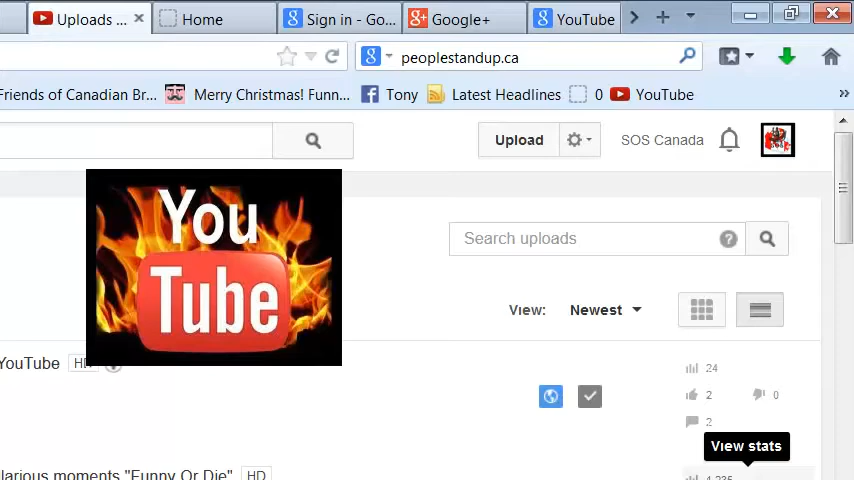 Uploads ...
Home
Sign in - Go...
Google+
YouTube
peoplestandup.ca
Friends of Canadian Br...
Merry Christmas! Funn...
Tony
Latest Headlines
0
YouTube
»
Upload
SOS Canada
You
Tube
Search uploads
?
View:
Newest
YouTube
24
2
0
2
View stats
"Funny Or Die"
HD
moments
4,235